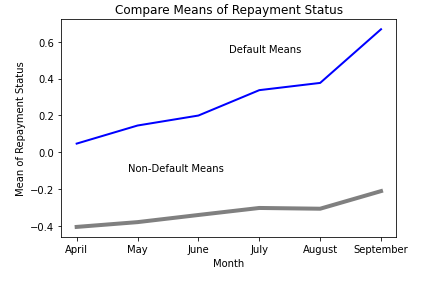 Compare Means of Repayment Status
Mean of Repayment Status
0.6
0.4
0.2
0.0
−0.2
−0.4
Default Means
Non-Default Means
April May June July August September
Month